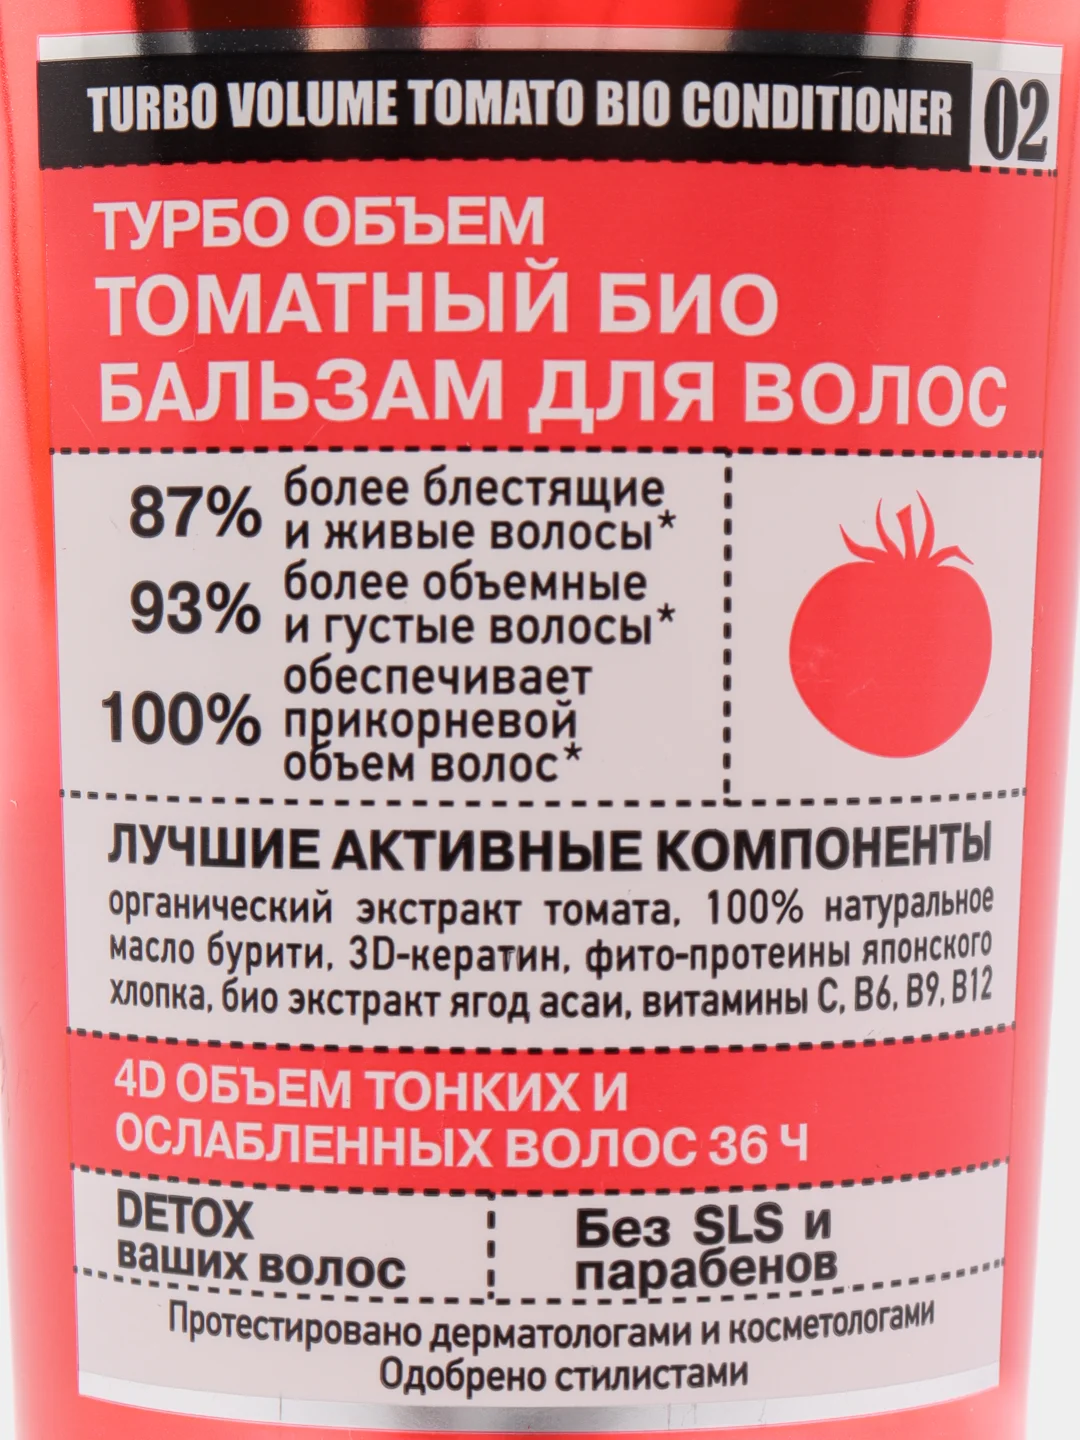 TURBO VOLUME TOMATO BIO CONDITIONER 02
ТУРБО ОБЪЕМ
ТОМАТНЫЙ БИО
БАЛЬЗАМ ДЛЯ ВОЛОС
87% более блестящие
и живые волосы*
93% более объемные
и густые волосы*
100% обеспечивает
прикорневой
объем волос*
ЛУЧШИЕ АКТИВНЫЕ КОМПОНЕНТЫ
органический экстракт томата, 100% натуральное
масло бурити, 3D-кератин, фито-протеины японского
хлопка, био экстракт ягод асаи, витамины C, B6, B9, B12
4D ОБЪЕМ ТОНКИХ И
ОСЛАБЛЕННЫХ ВОЛОС 36 Ч
DETOX
ваших волос
Без SLS и
парабенов
Протестировано дерматологами и косметологами
Одобрено стилистами